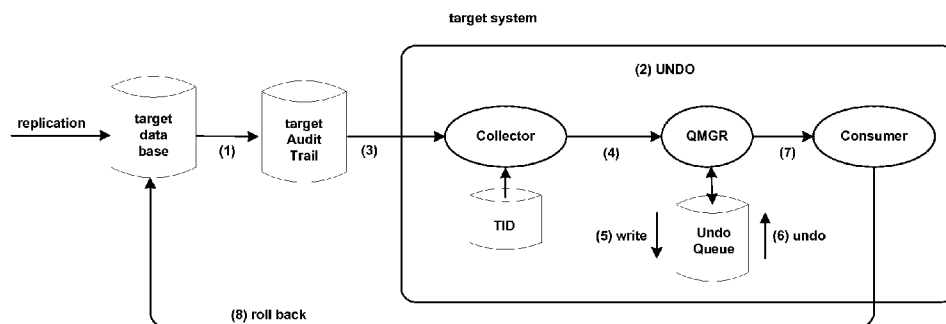 target system
(2) UNDO
replication
target
data
base
(1)
target
Audit
Trail
(3)
Collector
(4)
QMGR
(7)
Consumer
TID
(5) write
Undo
Queue
(6) undo
(8) roll back